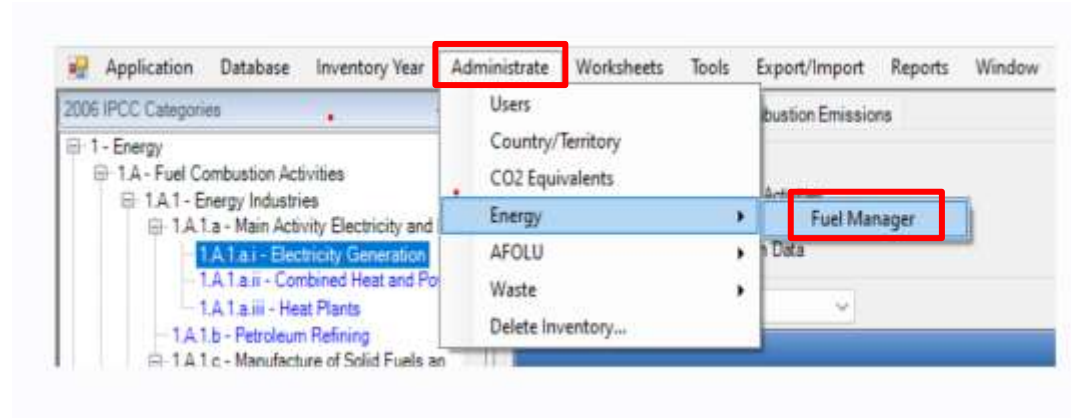 Application Database Inventory Year Administrate Worksheets Tools Export/Import Reports Window
2006 IPCC Categories
1 - Energy
1.A - Fuel Combustion Activities
1.A.1 - Energy Industries
1.A.1.a - Main Activity Electricity and
1.A.1.a.i - Electricity Generation
1.A.1.a.ii - Combined Heat and Po
1.A.1.a.iii - Heat Plants
1.A.1.b - Petroleum Refining
1.A.1.c - Manufacture of Solid Fuels an
Users
Country/Territory
CO2 Equivalents
Energy
AFOLU
Waste
Delete Inventory...
Fuel Manager
bustion Emissions
Data